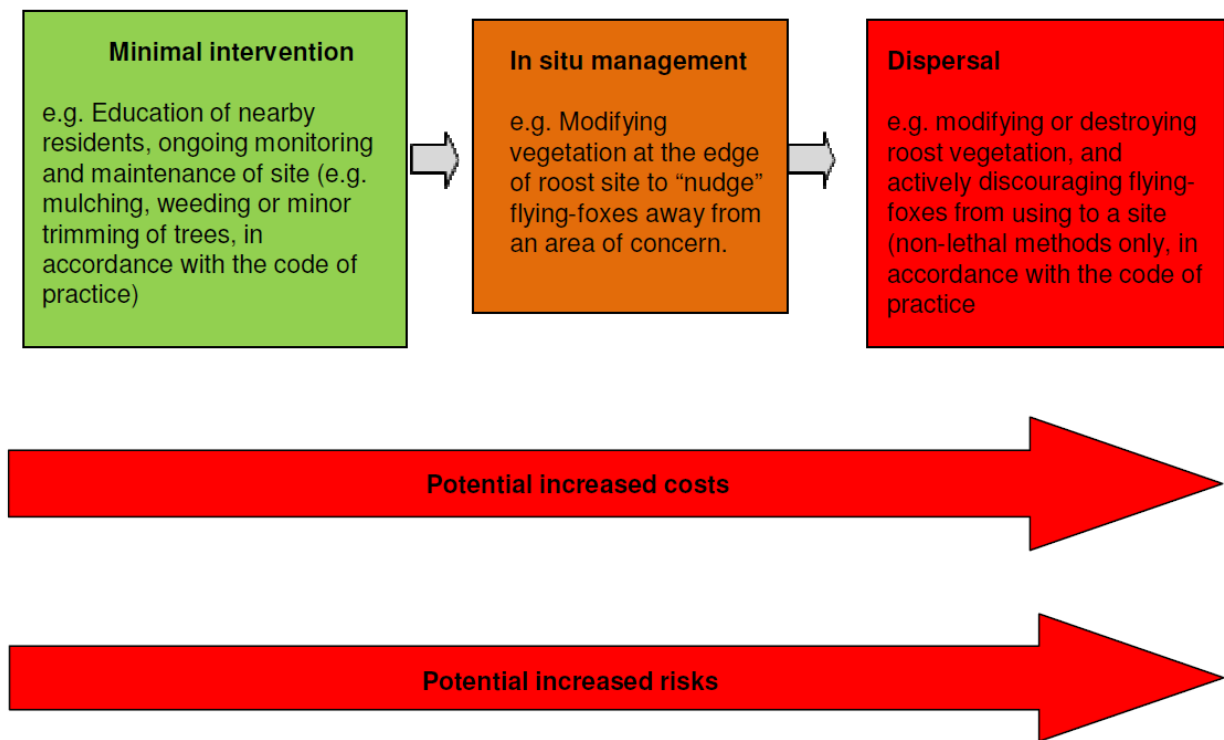 Minimal intervention
e.g. Education of nearby
residents, ongoing monitoring
and maintenance of site (e.g.
mulching, weeding or minor
trimming of trees, in
accordance with the code of
practice)
In situ management
e.g. Modifying
vegetation at the edge
of roost site to “nudge”
flying-foxes away from
an area of concern.
Dispersal
e.g. modifying or destroying
roost vegetation, and
actively discouraging flying-
foxes from using to a site
(non-lethal methods only, in
accordance with the code of
practice
Potential increased costs
Potential increased risks